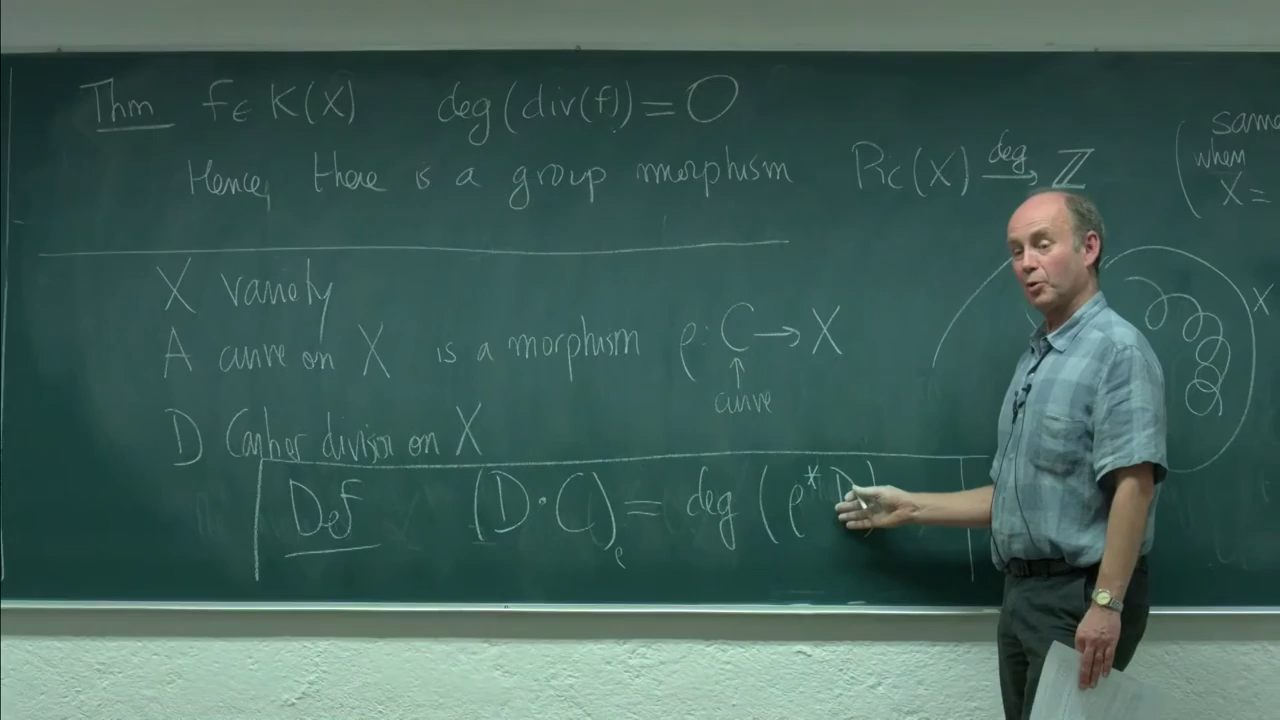 Thm f ∈ K(X) deg(div(f)) = 0
Hence, there is a group morphism Pic(X) →^{deg} ℤ
(same
when
X =
X variety
A curve on X is a morphism ρ: C → X
↑
curve
D Cartier divisor on X
Def (D·C)_ρ = deg(ρ*D)
X